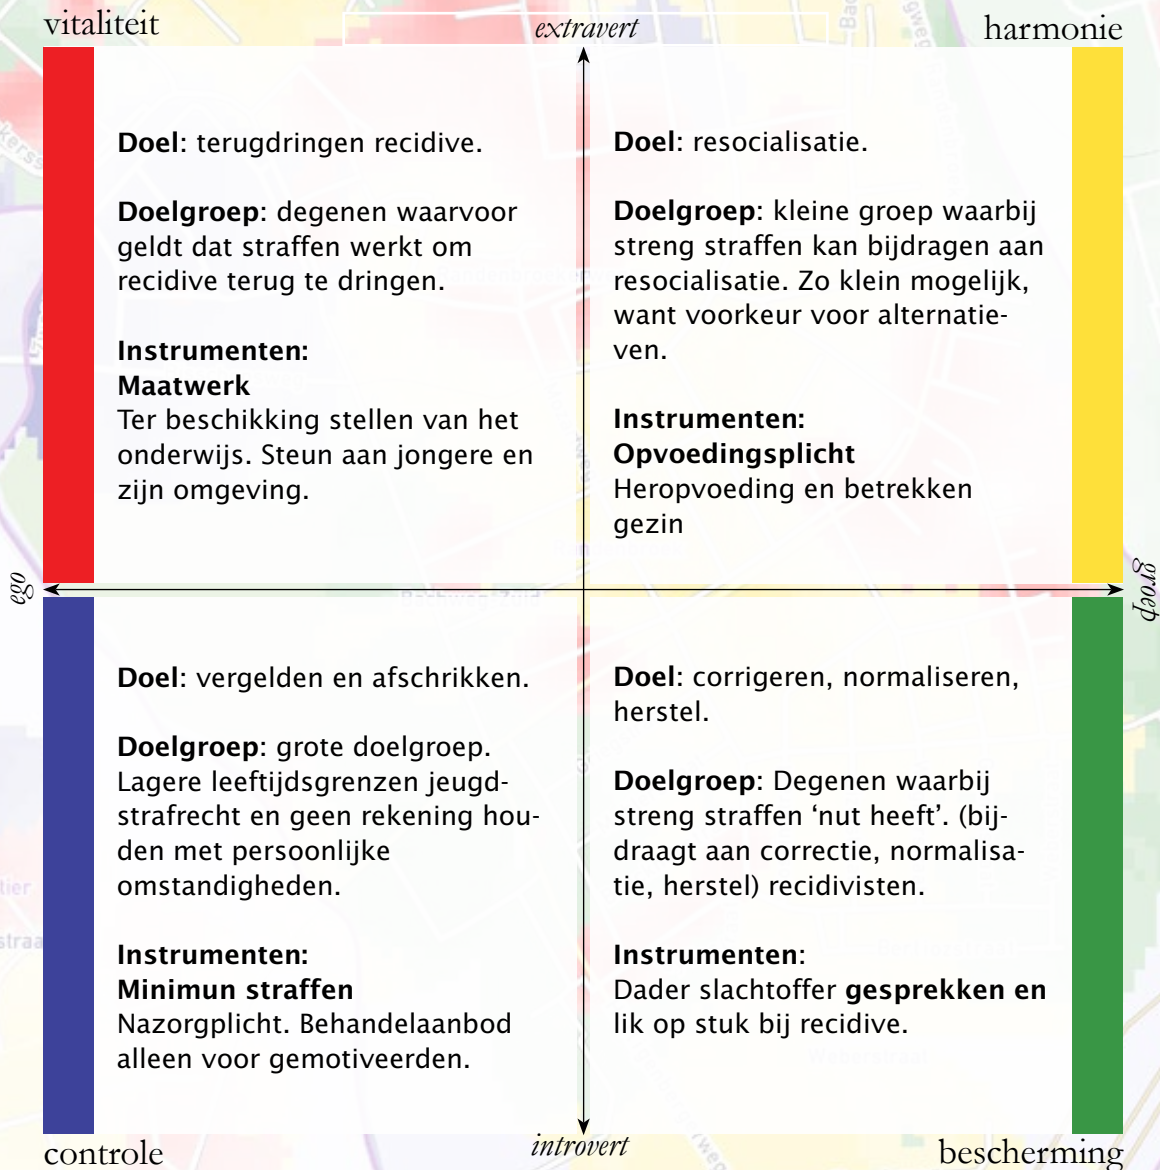 vitaliteit
extravert
harmonie
Doel: terugdringen recidive.
Doelgroep: degenen waarvoor
geldt dat straffen werkt om
recidive terug te dringen.
Instrumenten:
Maatwerk
Ter beschikking stellen van het
onderwijs. Steun aan jongere en
zijn omgeving.
Doel: resocialisatie.
Doelgroep: kleine groep waarbij
streng straffen kan bijdragen aan
resocialisatie. Zo klein mogelijk,
want voorkeur voor alternatie-
ven.
Instrumenten:
Opvoedingsplicht
Heropvoeding en betrekken
gezin
ego
groep
Doel: vergelden en afschrikken.
Doelgroep: grote doelgroep.
Lagere leeftijdsgrenzen jeugd-
strafrecht en geen rekening hou-
den met persoonlijke
omstandigheden.
Instrumenten:
Minimun straffen
Nazorgplicht. Behandelaanbod
alleen voor gemotiveerden.
Doel: corrigeren, normaliseren,
herstel.
Doelgroep: Degenen waarbij
streng straffen ‘nut heeft’. (bij-
draagt aan correctie, normalisa-
tie, herstel) recidivisten.
Instrumenten:
Dader slachtoffer gesprekken en
lik op stuk bij recidive.
controle
introvert
bescherming